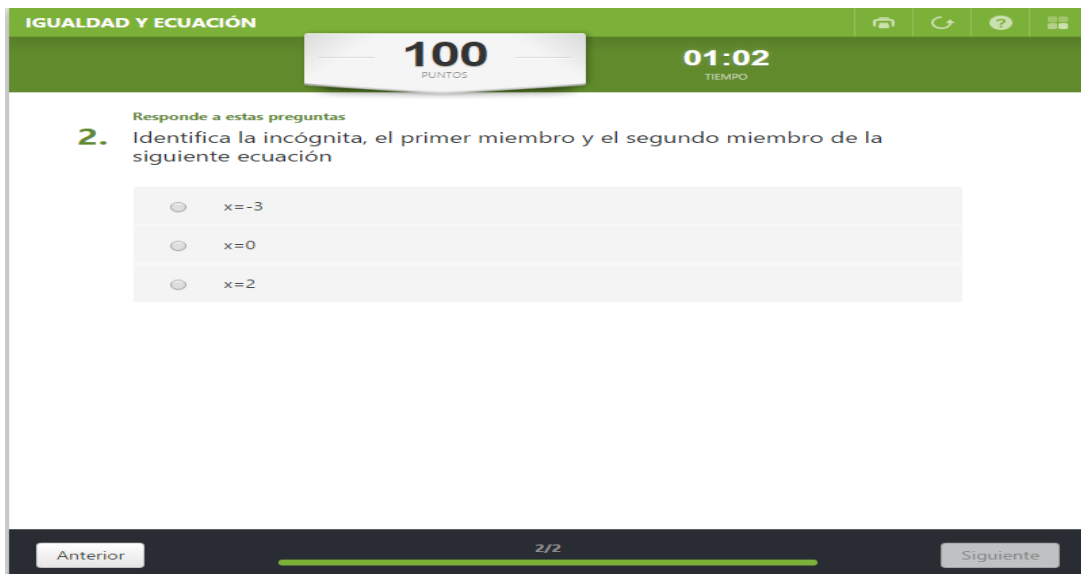 IGUALDAD Y ECUACIÓN
?
100
PUNTOS
01:02
TIEMPO
Responde a estas preguntas
2. Identifica la incógnita, el primer miembro y el segundo miembro de la
siguiente ecuación
x=-3
x=0
x=2
Anterior
2/2
Siguiente